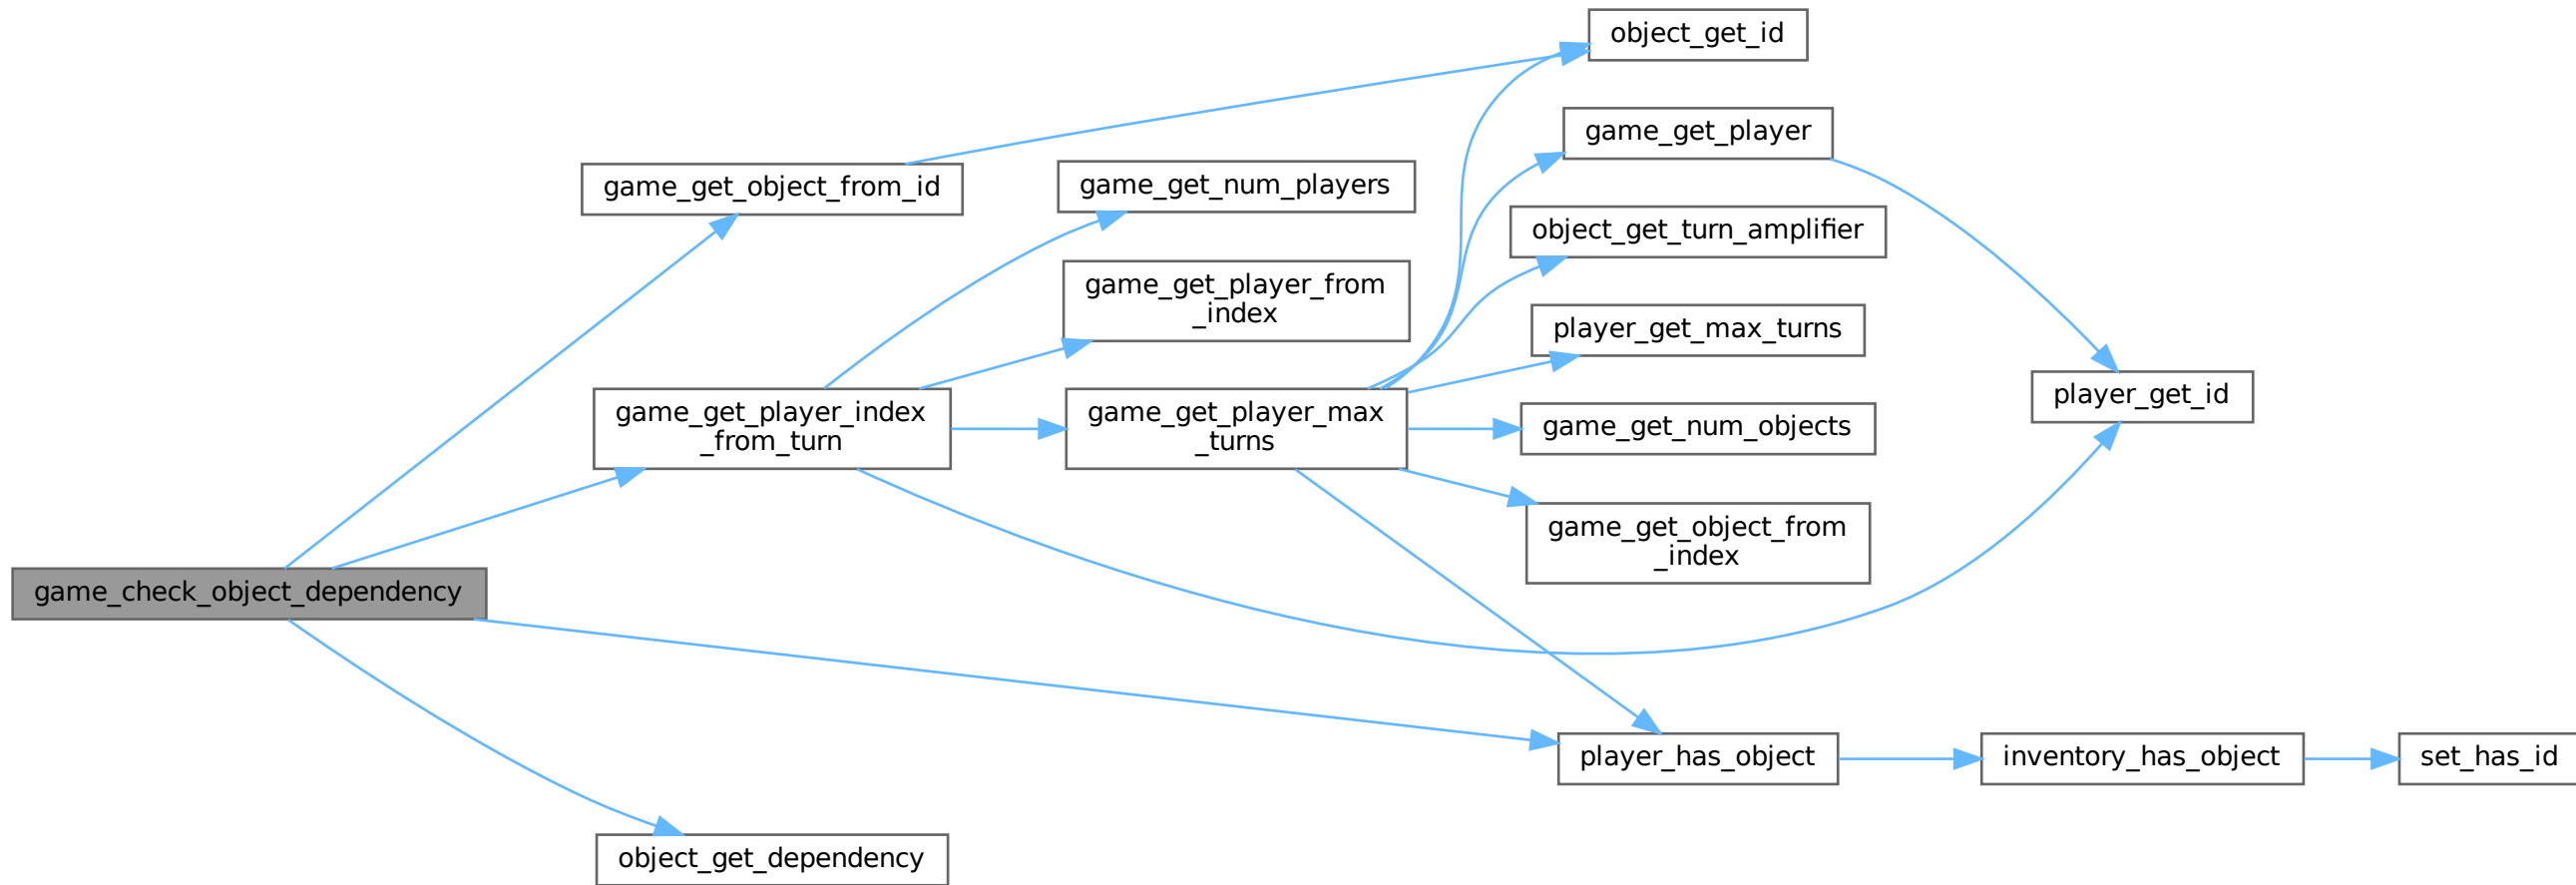 object_get_id
game_get_player
game_get_object_from_id
game_get_num_players
object_get_turn_amplifier
game_get_player_from
_index
player_get_max_turns
game_get_player_index
_from_turn
game_get_player_max
_turns
game_get_num_objects
player_get_id
game_get_object_from
_index
game_check_object_dependency
player_has_object
inventory_has_object
set_has_id
object_get_dependency